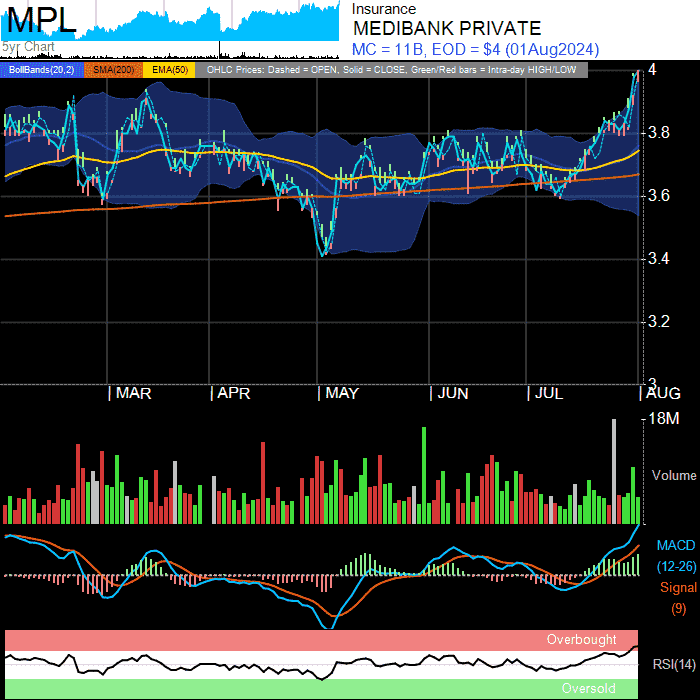 MPL
5yr Chart
Insurance
MEDIBANK PRIVATE
MC = 11B, EOD = $4 (01Aug2024)
BollBands(20,2) SMA(200) EMA(50) OHLC Prices: Dashed = OPEN, Solid = CLOSE, Green/Red bars = Intra-day HIGH/LOW
4
3.8
3.6
3.4
3.2
3
MAR APR MAY JUN JUL AUG
18M
Volume
MACD
(12-26)
Signal
(9)
Overbought
RSI(14)
Oversold